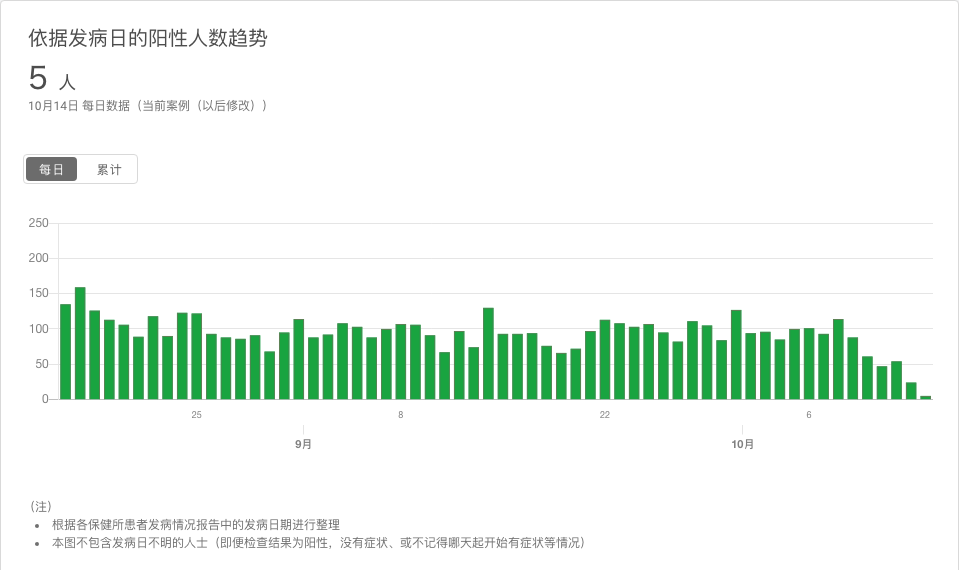 依据发病日的阳性人数趋势
5 人
10月14日 每日数据（当前案例（以后修改））
每日 累计
250
200
150
100
50
0
25 8 22 6
9月 10月
（注）
• 根据各保健所患者发病情况报告中的发病日期进行整理
• 本图不包含发病日不明的人士（即便检查结果为阳性，没有症状、或不记得哪天起开始有症状等情况）